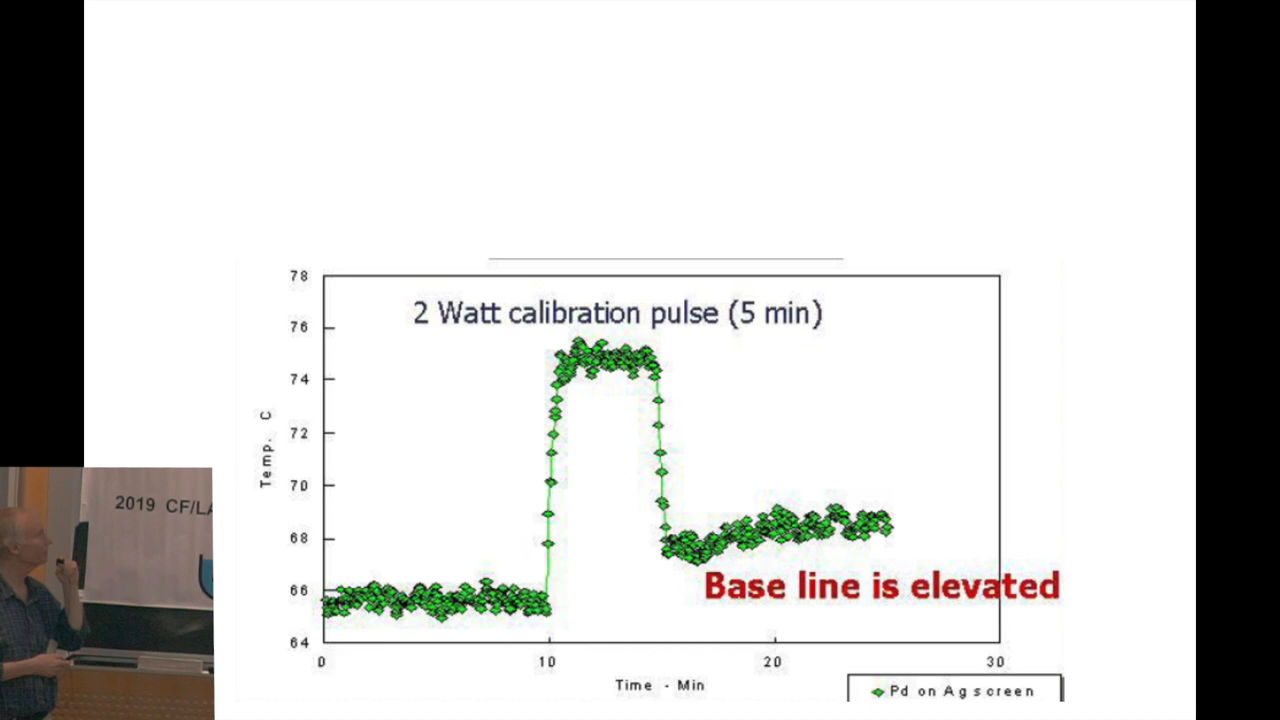 78
2 Watt calibration pulse (5 min)
76
74
72
Temp. C
70
68
66
Base line is elevated
64
0 10 20 30
Time - Min
Pd on Ag screen
2019 CF/LA